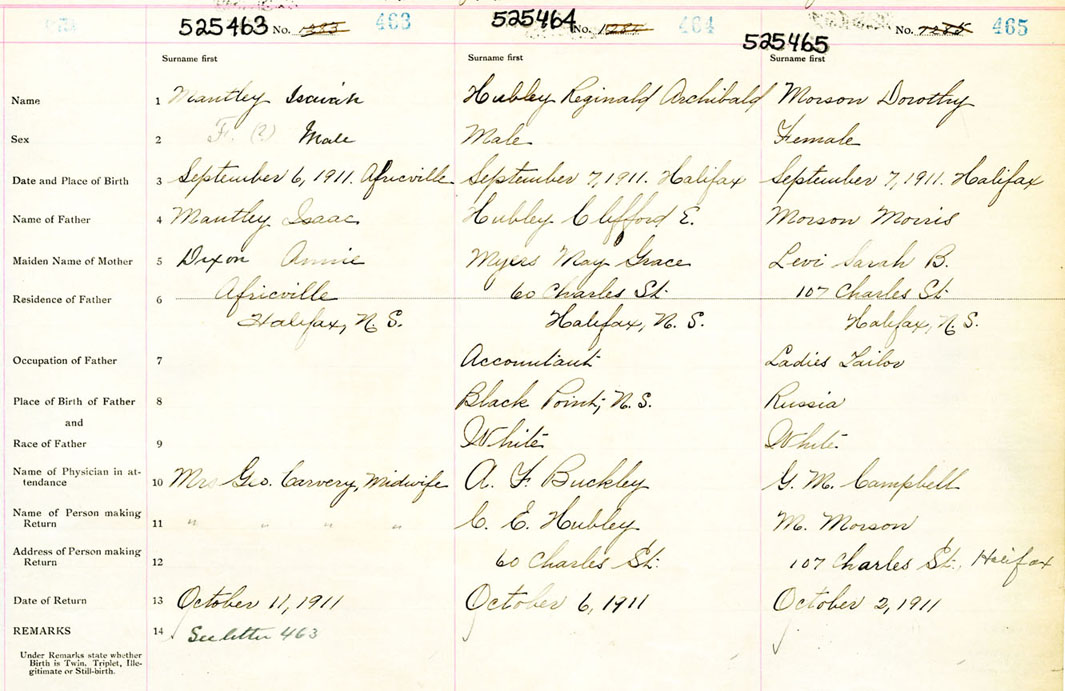 525463 No. 463
525464 No. 464
525465 No. 465
Surname first Surname first Surname first
Name 1 Mantley Isaiah Hubley Reginald Archibald Morson Dorothy
Sex 2 F. (?) Male Male Female
Date and Place of Birth 3 September 6, 1911. Africville September 7, 1911. Halifax September 7, 1911. Halifax
Name of Father 4 Mantley Isaac Hubley Clifford E. Morson Morris
Maiden Name of Mother 5 Dixon Annie Myers May Grace Levi Sarah B.
Residence of Father 6 Africville 60 Charles St. 107 Charles St.
Halifax, N. S. Halifax, N. S. Halifax, N. S.
Occupation of Father 7 Accountant Ladies Tailor
Place of Birth of Father 8 Black Point, N. S. Russia
and
Race of Father 9 White White
Name of Physician in at-
tendance 10 Mrs Geo. Carvery, Midwife A. F. Buckley G. M. Campbell
Name of Person making
Return 11 " " " " C. E. Hubley M. Morson
Address of Person making
Return 12 60 Charles St. 107 Charles St., Halifax
Date of Return 13 October 11, 1911 October 6, 1911 October 2, 1911
REMARKS 14 See letter 463
Under Remarks state whether
Birth is Twin, Triplet, Ille-
gitimate or Still-birth.